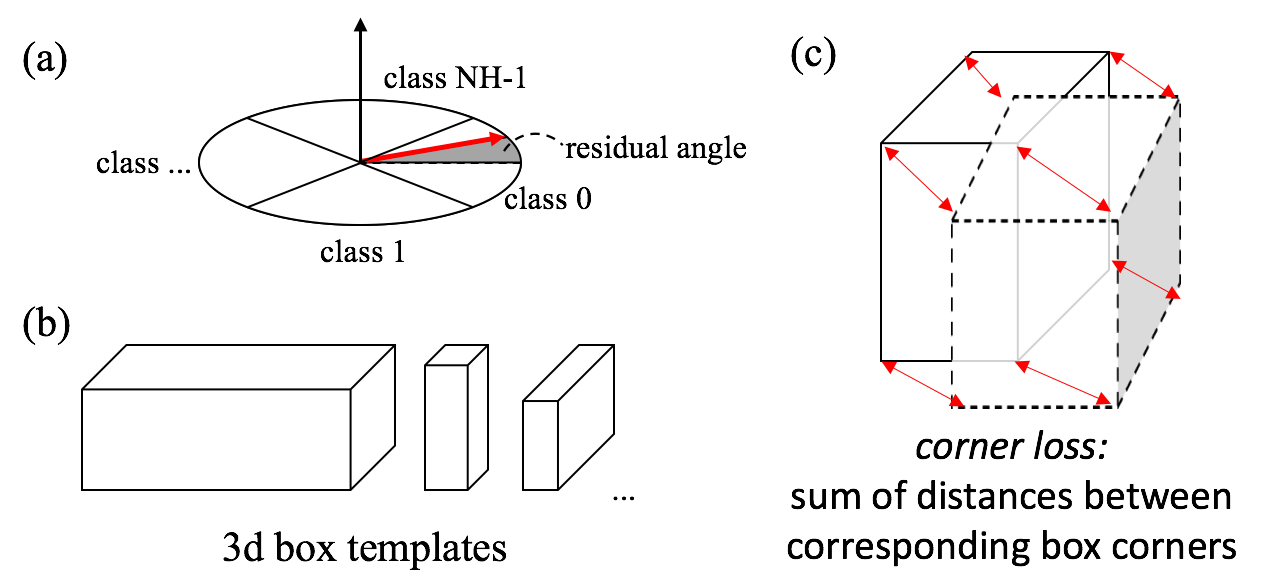 (a)
class NH-1
class ...
residual angle
class 0
class 1
(b)
...
3d box templates
(c)
corner loss:
sum of distances between
corresponding box corners